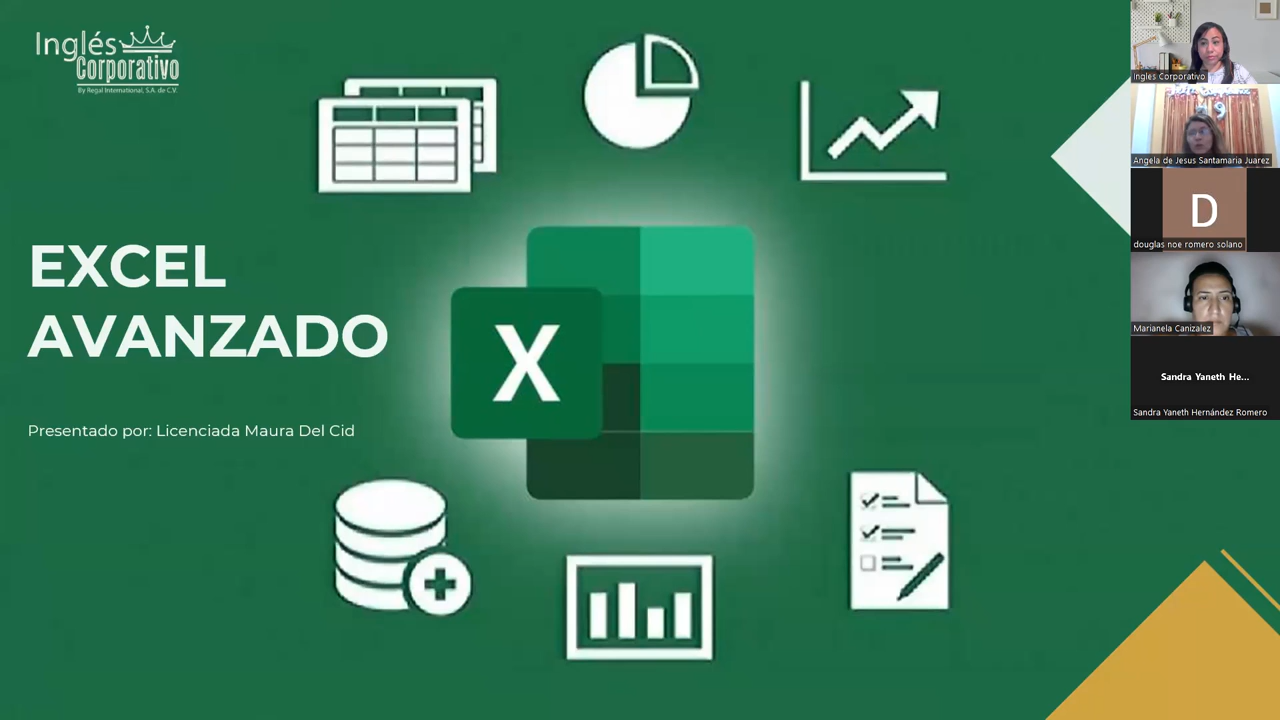 Inglés
Corporativo
By Regal International, S.A. de C.V.
EXCEL
AVANZADO
Presentado por: Licenciada Maura Del Cid
X
Ingles Corporativo
19
Angela de Jesus Santamaria Juarez
D
douglas noe romero solano
Marianela Canizalez
Sandra Yaneth He...
Sandra Yaneth Hernández Romero